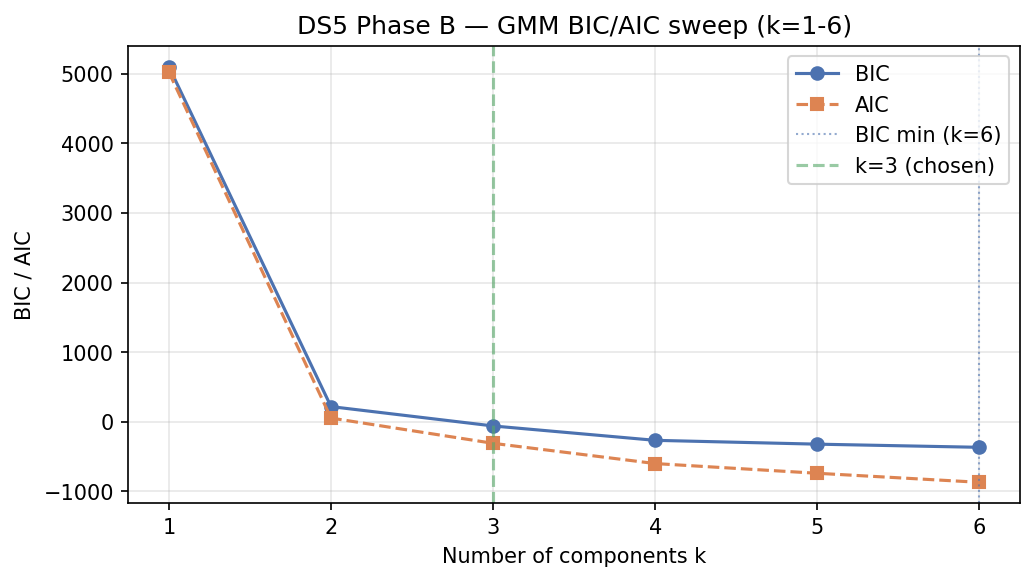 DS5 Phase B — GMM BIC/AIC sweep (k=1-6)
BIC
AIC
BIC min (k=6)
k=3 (chosen)
BIC / AIC
5000
4000
3000
2000
1000
0
−1000
1 2 3 4 5 6
Number of components k